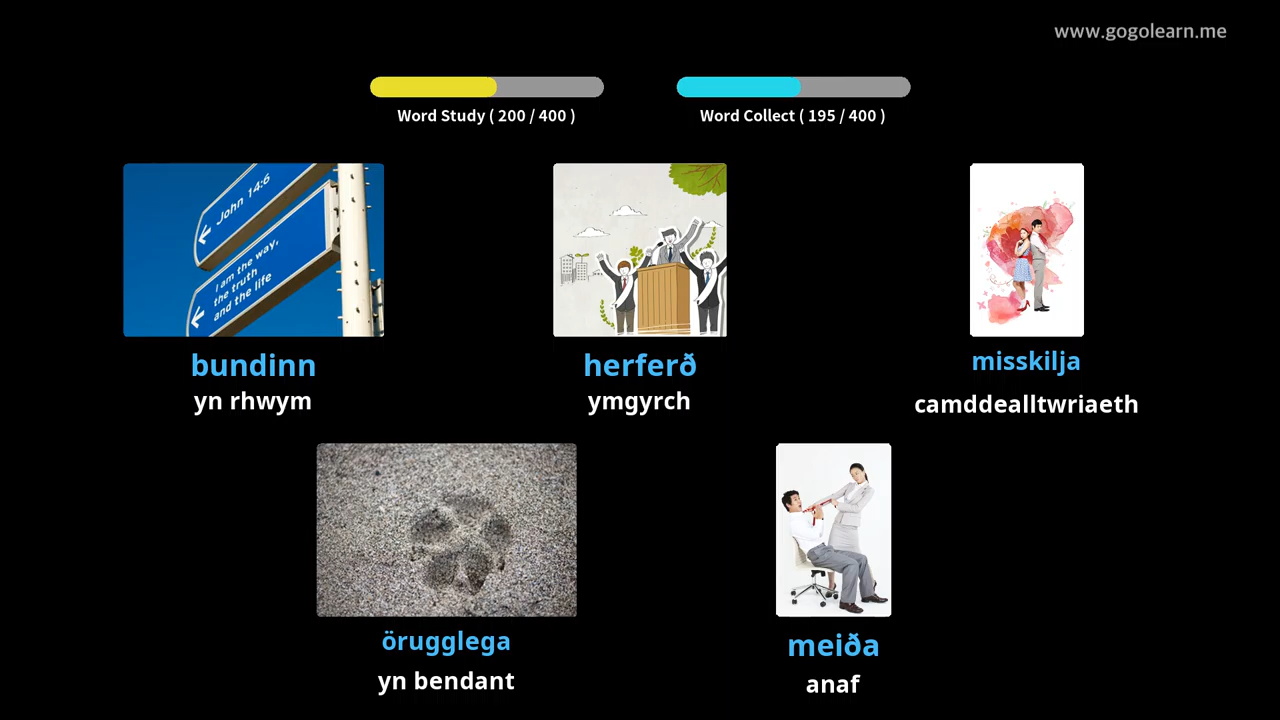 www.gogolearn.me
Word Study ( 200 / 400 )
Word Collect ( 195 / 400 )
John 14:6
I am the way,
the truth
and the life
bundinn
yn rhwym
herferð
ymgyrch
misskilja
camddealltwriaeth
örugglega
yn bendant
meiða
anaf